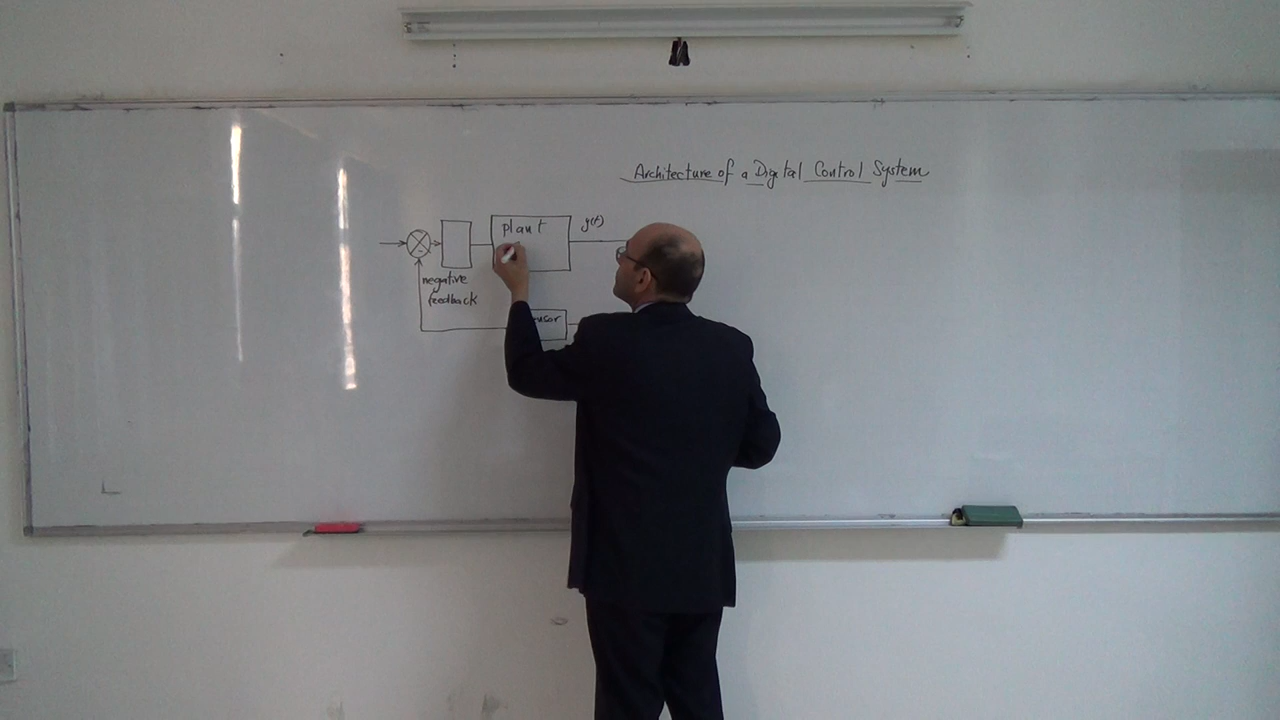 Architecture of a Digital Control System
plant
y(t)
negative
feedback